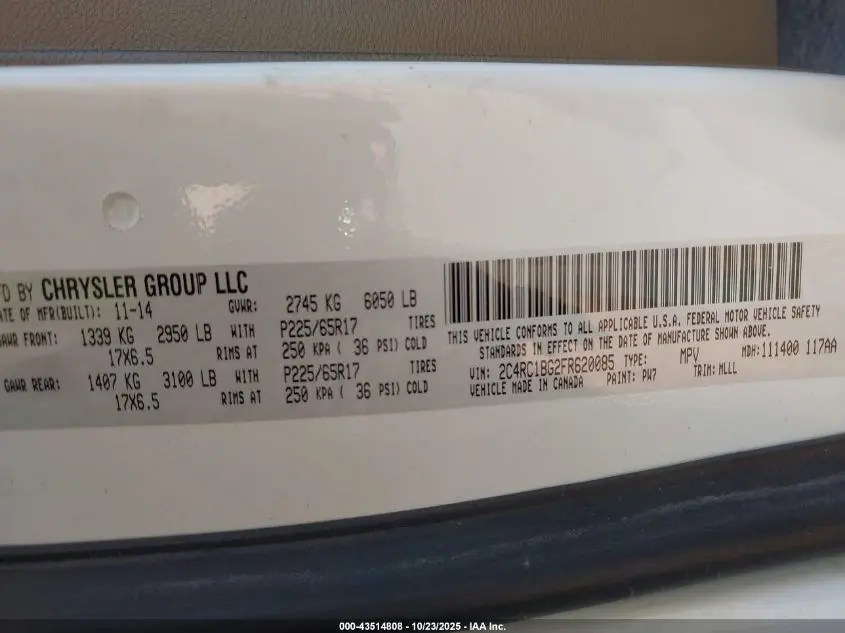 FD BY CHRYSLER GROUP LLC
ATE OF MFR(BUILT): 11-14 GVWR: 2745 KG 6050 LB
GAWR FRONT: 1339 KG 2950 LB WITH P225/65R17 TIRES
17X6.5 RIMS AT 250 KPA ( 36 PSI) COLD
GAWR REAR: 1407 KG 3100 LB WITH P225/65R17 TIRES
17X6.5 RIMS AT 250 KPA ( 36 PSI) COLD
THIS VEHICLE CONFORMS TO ALL APPLICABLE U.S.A. FEDERAL MOTOR VEHICLE SAFETY
STANDARDS IN EFFECT ON THE DATE OF MANUFACTURE SHOWN ABOVE.
VIN: 2C4RC1BG2FR620085 TYPE: MPV MDH: 111400 117AA
VEHICLE MADE IN CANADA PAINT: PW7 TRIM: MLLL
000-43514808 - 10/23/2025 - IAA Inc.